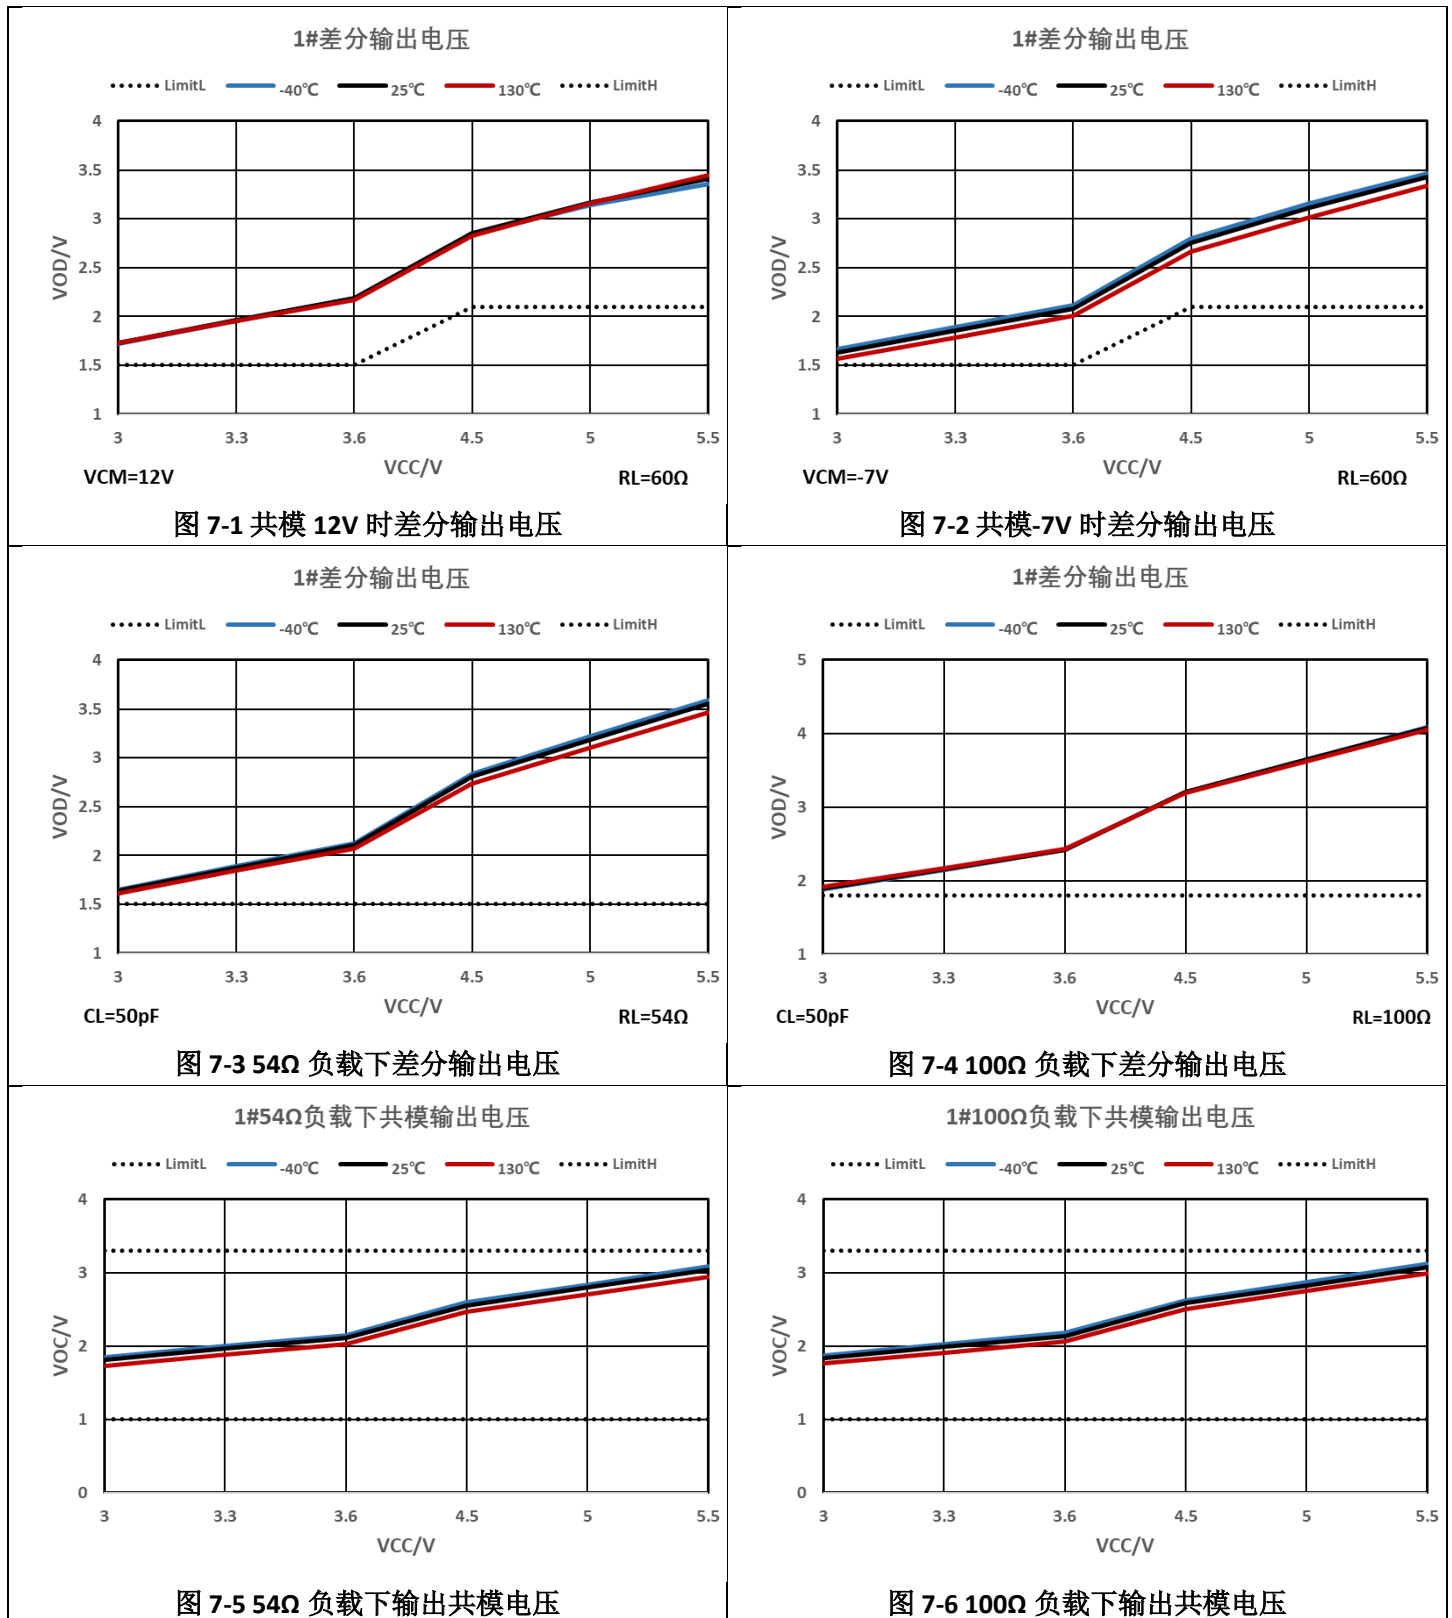 1#差分输出电压
LimitL -40℃ 25℃ 130℃ LimitH
4
3.5
3
2.5
2
1.5
1
VOD/V
3 3.3 3.6 4.5 5 5.5
VCC/V
VCM=12V RL=60Ω
图 7-1 共模 12V 时差分输出电压
1#差分输出电压
LimitL -40℃ 25℃ 130℃ LimitH
4
3.5
3
2.5
2
1.5
1
VOD/V
3 3.3 3.6 4.5 5 5.5
VCC/V
VCM=-7V RL=60Ω
图 7-2 共模-7V 时差分输出电压
1#差分输出电压
LimitL -40℃ 25℃ 130℃ LimitH
4
3.5
3
2.5
2
1.5
1
VOD/V
3 3.3 3.6 4.5 5 5.5
VCC/V
CL=50pF RL=54Ω
图 7-3 54Ω 负载下差分输出电压
1#差分输出电压
LimitL -40℃ 25℃ 130℃ LimitH
5
4
3
2
1
VOD/V
3 3.3 3.6 4.5 5 5.5
VCC/V
CL=50pF RL=100Ω
图 7-4 100Ω 负载下差分输出电压
1#54Ω负载下共模输出电压
LimitL -40℃ 25℃ 130℃ LimitH
4
3
2
1
0
VOC/V
3 3.3 3.6 4.5 5 5.5
VCC/V
图 7-5 54Ω 负载下输出共模电压
1#100Ω负载下共模输出电压
LimitL -40℃ 25℃ 130℃ LimitH
4
3
2
1
0
VOC/V
3 3.3 3.6 4.5 5 5.5
VCC/V
图 7-6 100Ω 负载下输出共模电压